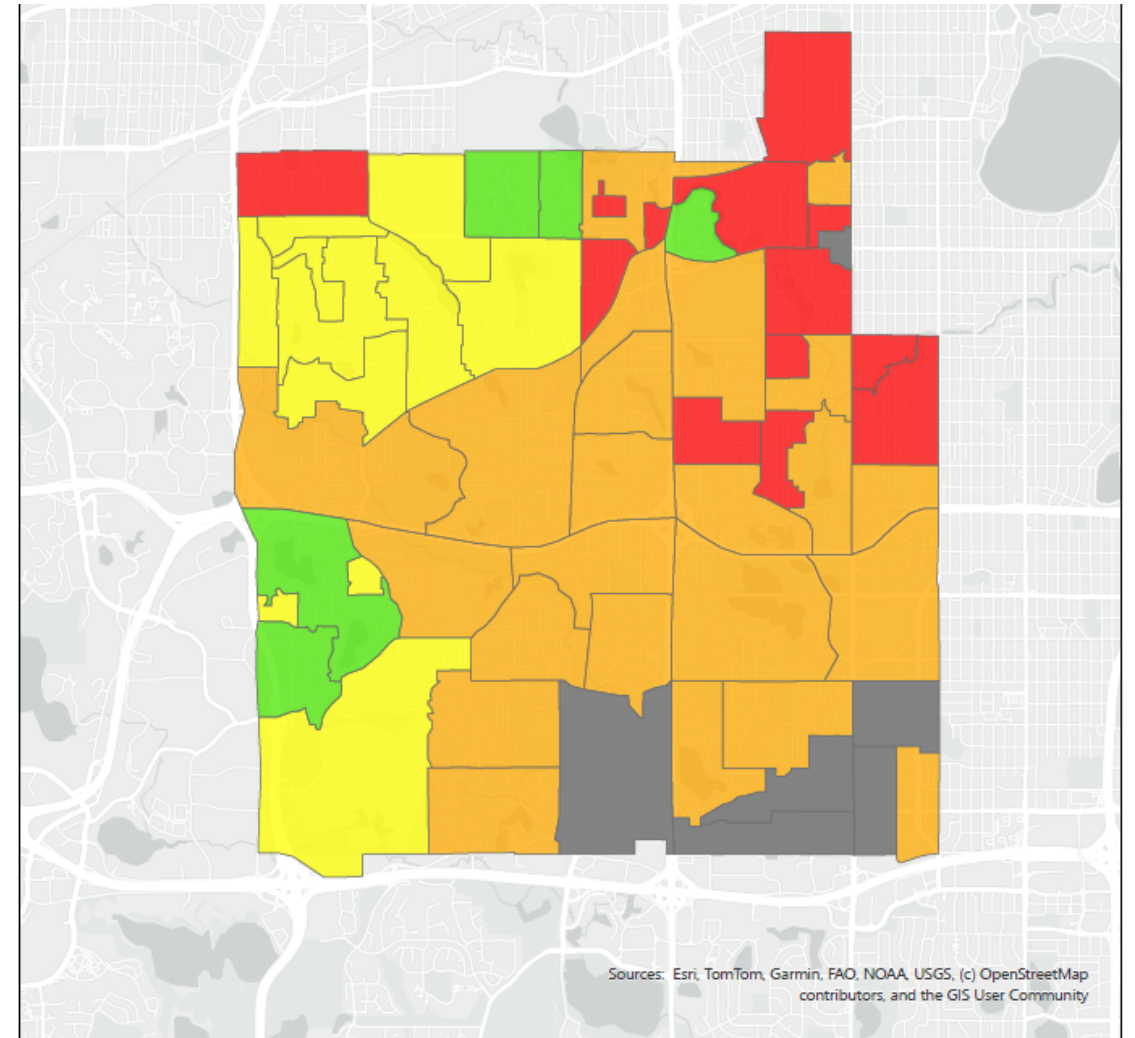 Sources: Esri, TomTom, Garmin, FAO, NOAA, USGS, (c) OpenStreetMap
contributors, and the GIS User Community